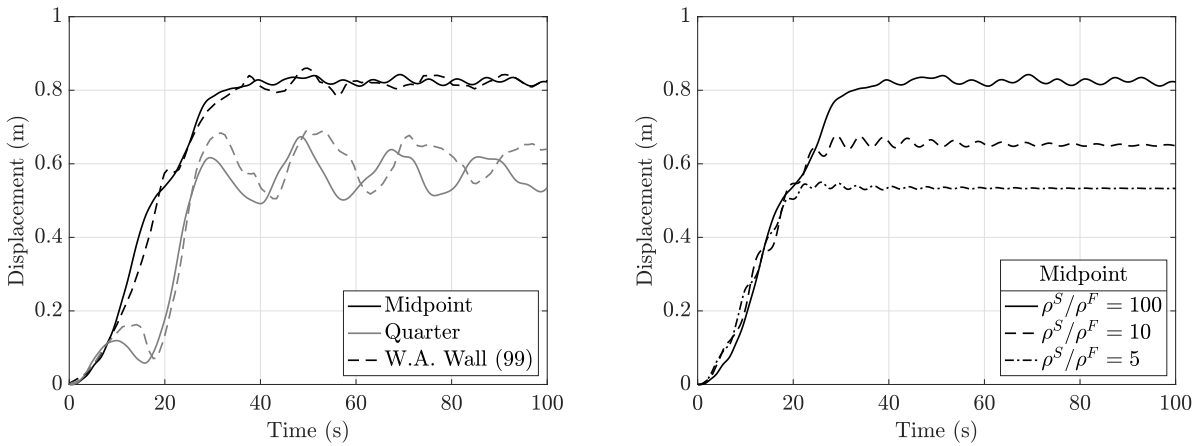 1
0.8
0.6
0.4
0.2
0
Displacement (m)
0 20 40 60 80 100
Time (s)
Midpoint
Quarter
W.A. Wall (99)
1
0.8
0.6
0.4
0.2
0
Displacement (m)
0 20 40 60 80 100
Time (s)
Midpoint
ρ^S/ρ^F = 100
ρ^S/ρ^F = 10
ρ^S/ρ^F = 5